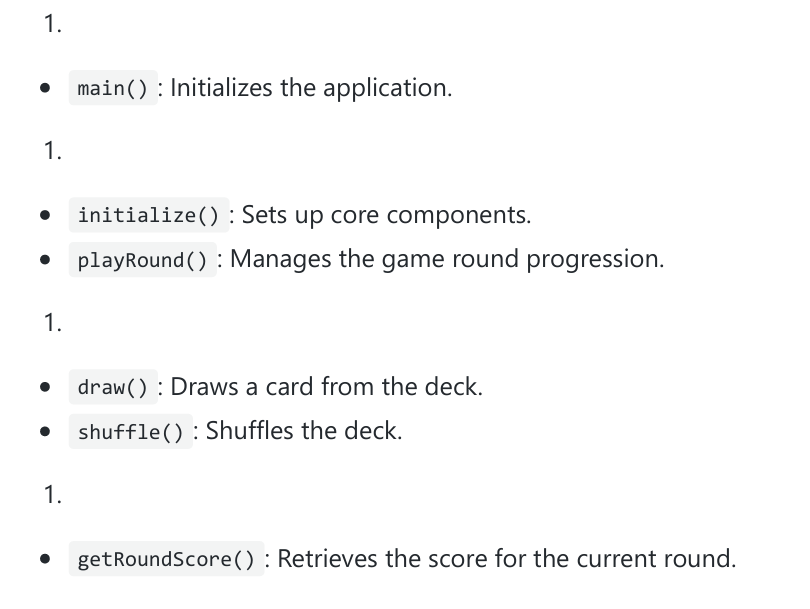 1.
• main() : Initializes the application.
1.
• initialize() : Sets up core components.
• playRound() : Manages the game round progression.
1.
• draw() : Draws a card from the deck.
• shuffle() : Shuffles the deck.
1.
• getRoundScore() : Retrieves the score for the current round.